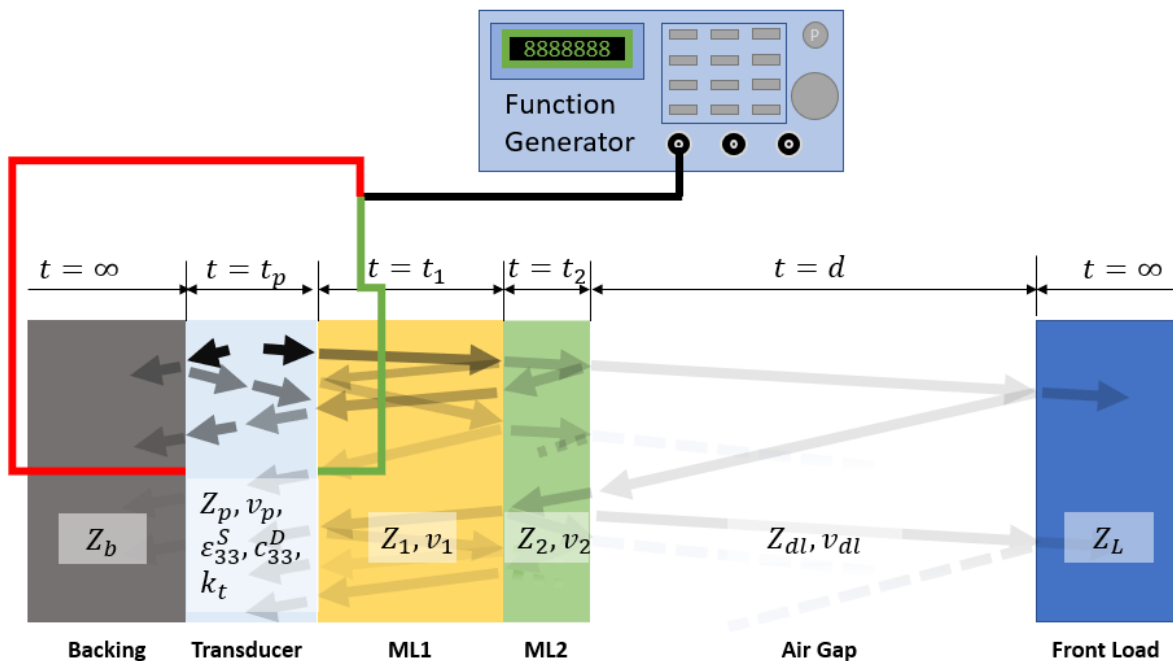 8888888
P
Function
Generator
t = ∞
t = t_p
t = t_1
t = t_2
t = d
t = ∞
Z_b
Z_p, v_p,
ε_33^S, c_33^D,
k_t
Z_1, v_1
Z_2, v_2
Z_dl, v_dl
Z_L
Backing
Transducer
ML1
ML2
Air Gap
Front Load